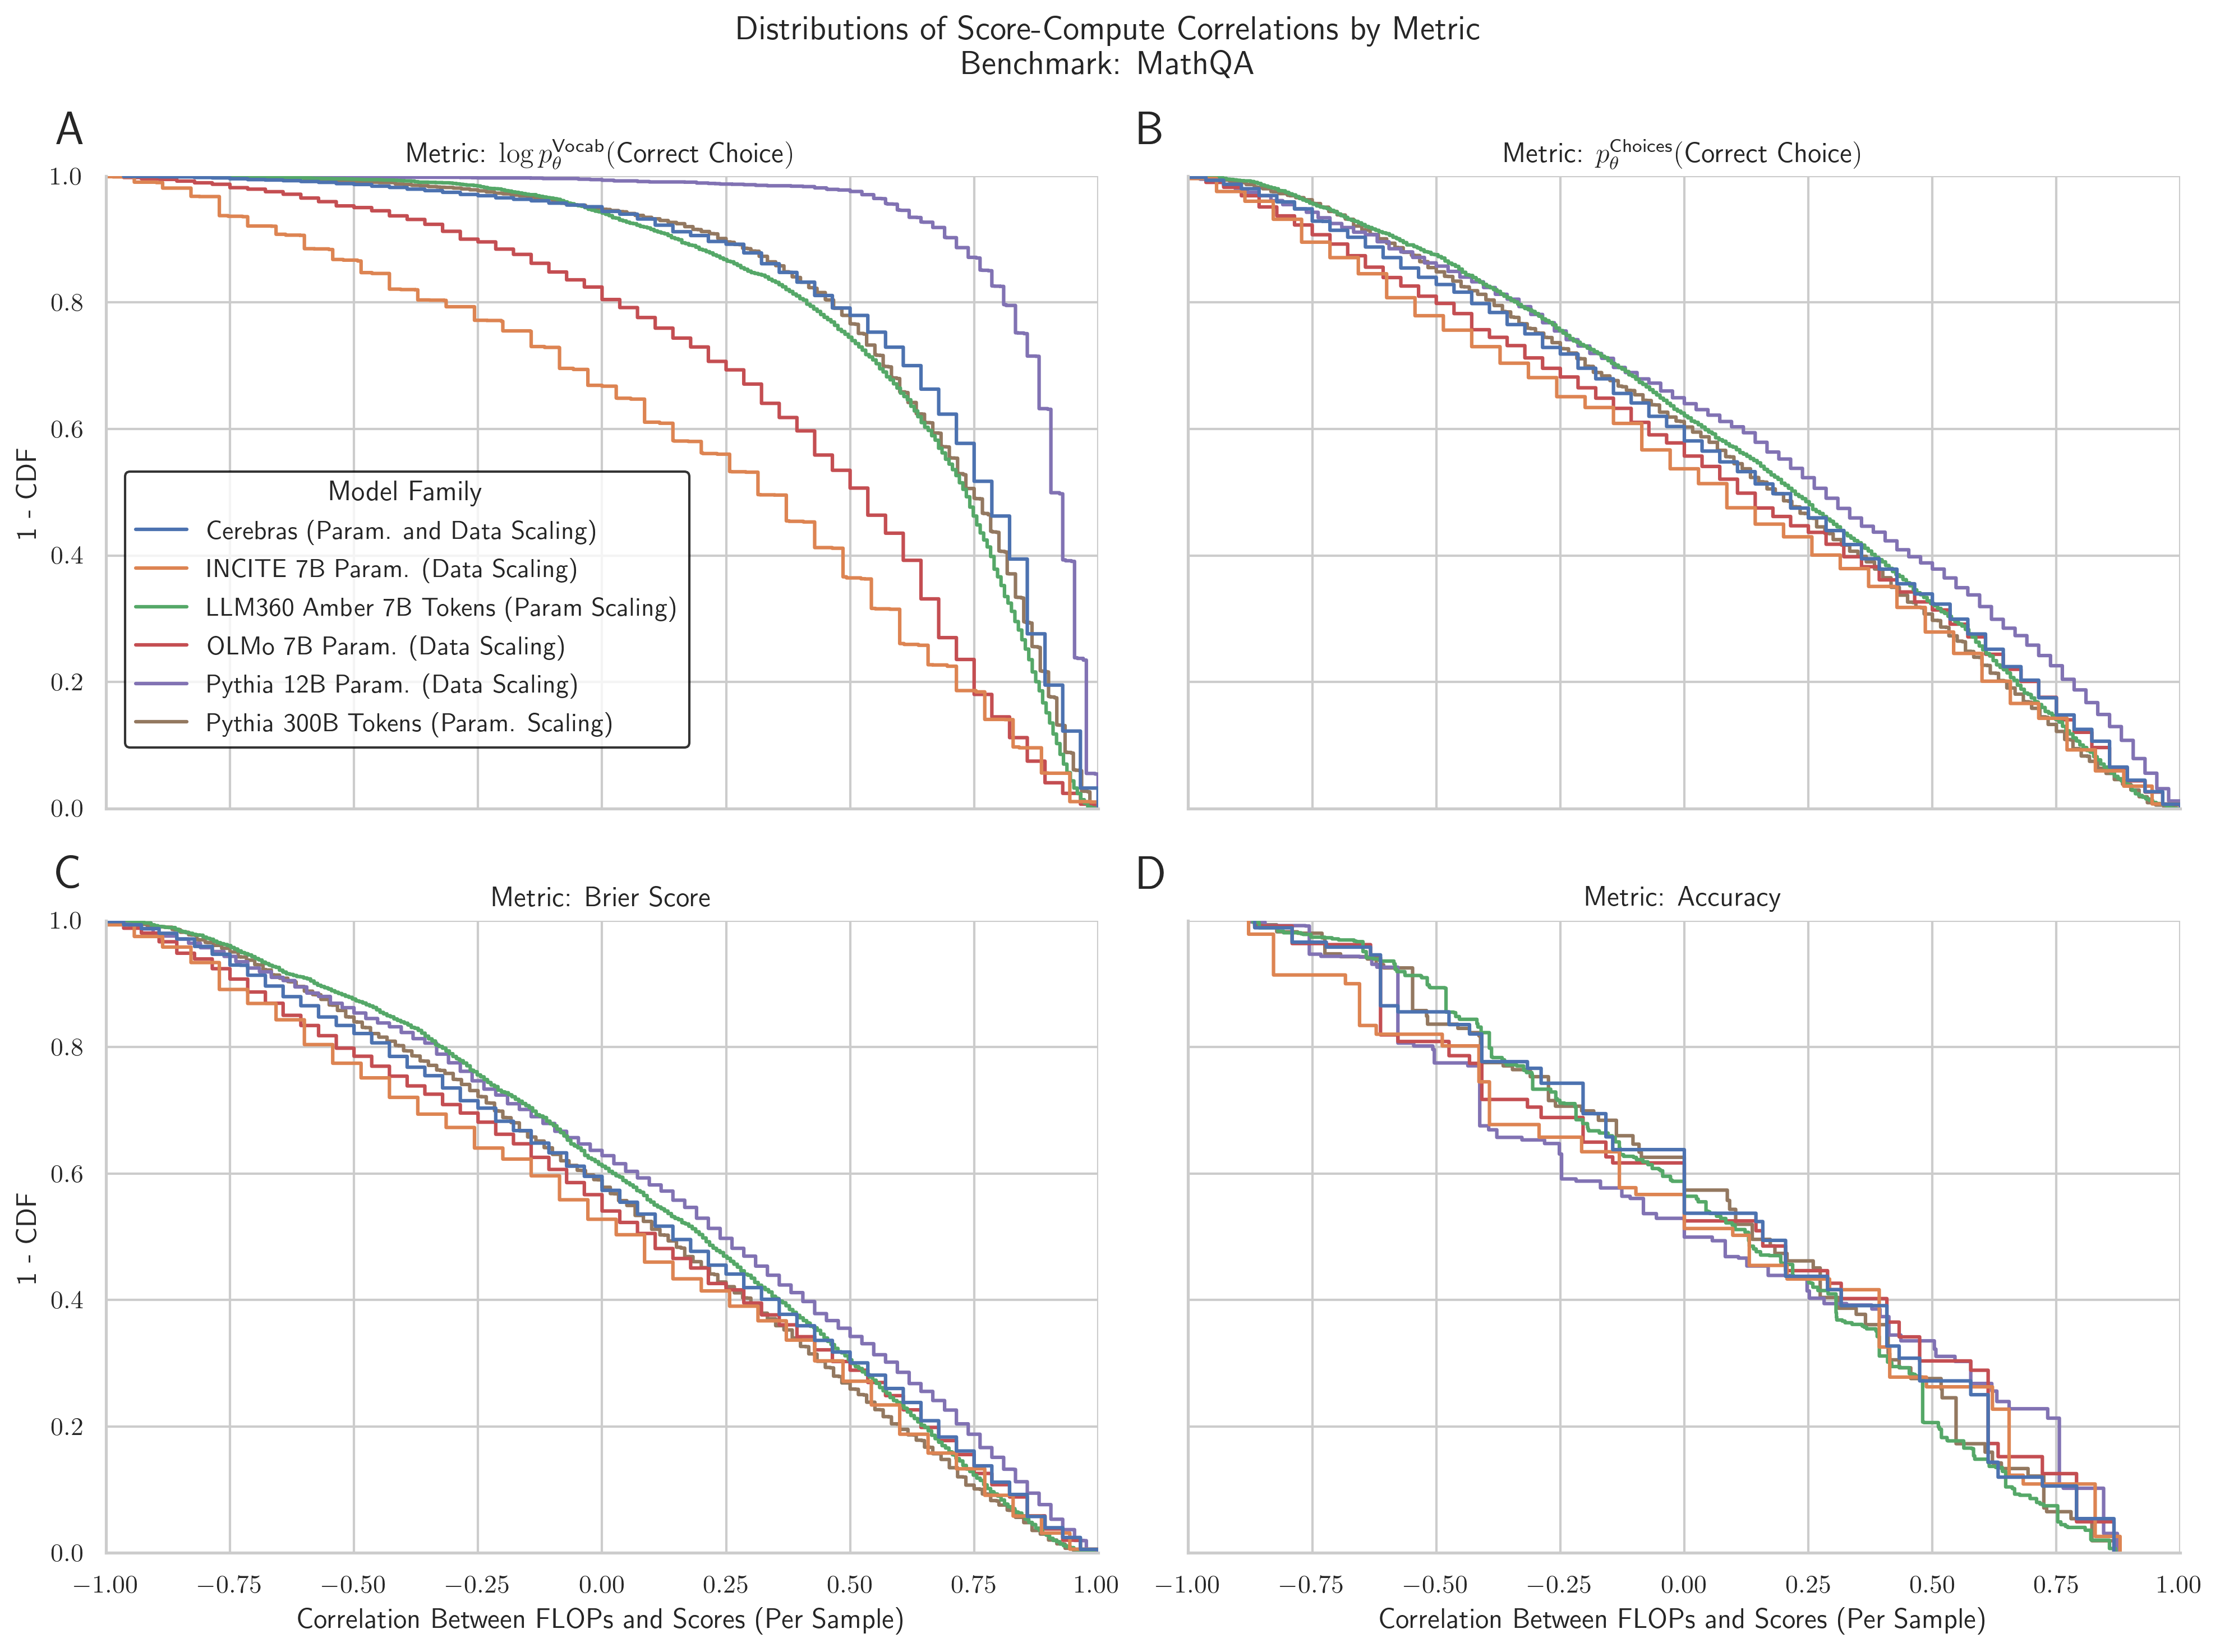 Distributions of Score-Compute Correlations by Metric
Benchmark: MathQA
A
Metric: log p_θ^Vocab(Correct Choice)
1.0
0.8
0.6
0.4
0.2
0.0
1 - CDF
Model Family
Cerebras (Param. and Data Scaling)
INCITE 7B Param. (Data Scaling)
LLM360 Amber 7B Tokens (Param Scaling)
OLMo 7B Param. (Data Scaling)
Pythia 12B Param. (Data Scaling)
Pythia 300B Tokens (Param. Scaling)
B
Metric: p_θ^Choices(Correct Choice)
C
Metric: Brier Score
1.0
0.8
0.6
0.4
0.2
0.0
1 - CDF
−1.00 −0.75 −0.50 −0.25 0.00 0.25 0.50 0.75 1.00
Correlation Between FLOPs and Scores (Per Sample)
D
Metric: Accuracy
−1.00 −0.75 −0.50 −0.25 0.00 0.25 0.50 0.75 1.00
Correlation Between FLOPs and Scores (Per Sample)